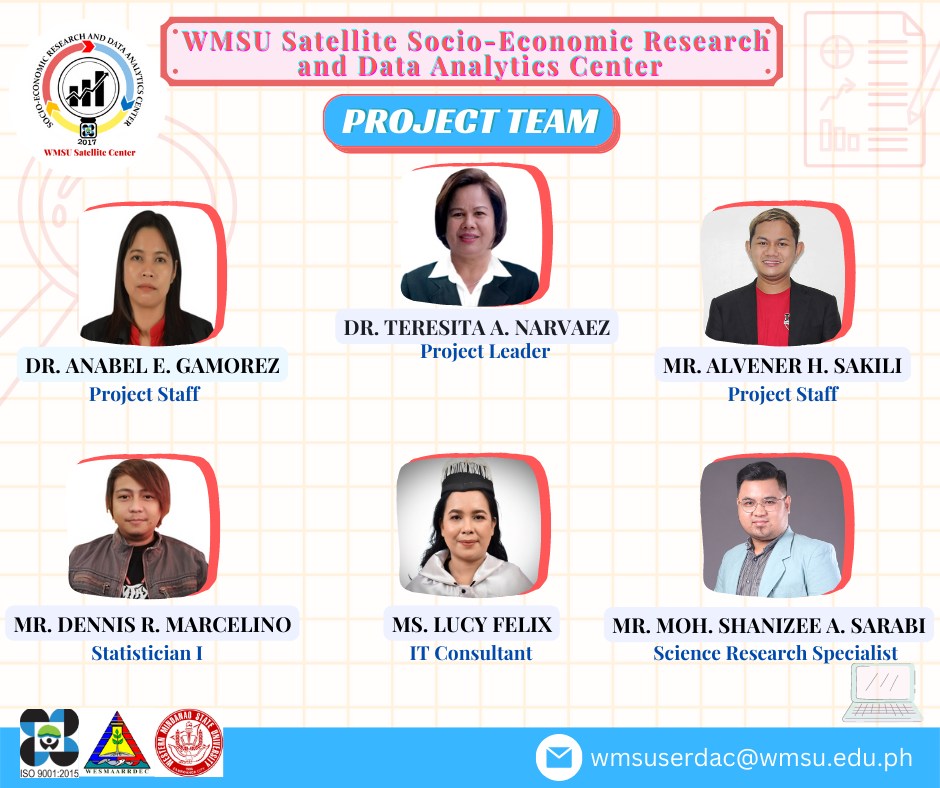 WMSU Satellite Socio-Economic Research
and Data Analytics Center
SOCIO-ECONOMIC RESEARCH AND DATA ANALYTICS CENTER
2017
WMSU Satellite Center
PROJECT TEAM
DR. ANABEL E. GAMOREZ
Project Staff
DR. TERESITA A. NARVAEZ
Project Leader
MR. ALVENER H. SAKILI
Project Staff
MR. DENNIS R. MARCELINO
Statistician I
MS. LUCY FELIX
IT Consultant
MR. MOH. SHANIZEE A. SARABI
Science Research Specialist
ISO 9001:2015
WESMAARRDEC
WESTERN MINDANAO STATE UNIVERSITY
wmsuserdac@wmsu.edu.ph